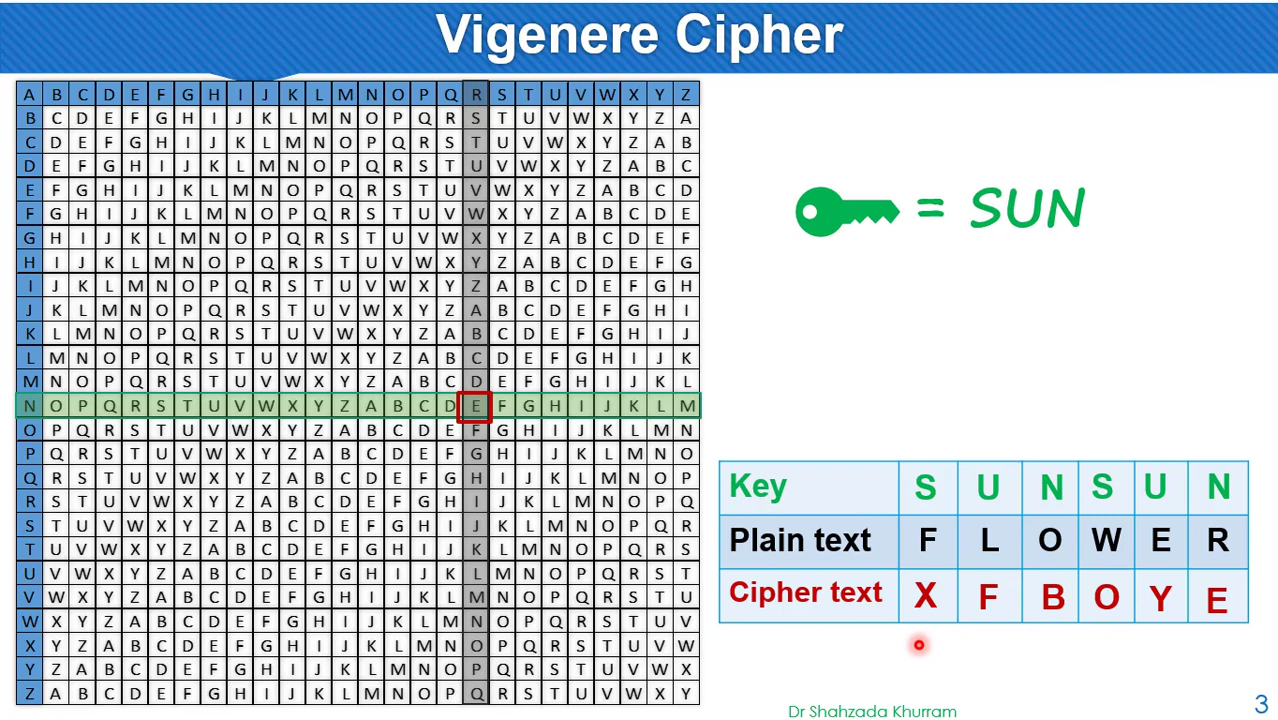 Vigenere Cipher
A B C D E F G H I J K L M N O P Q R S T U V W X Y Z
B C D E F G H I J K L M N O P Q R S T U V W X Y Z A
C D E F G H I J K L M N O P Q R S T U V W X Y Z A B
D E F G H I J K L M N O P Q R S T U V W X Y Z A B C
E F G H I J K L M N O P Q R S T U V W X Y Z A B C D
F G H I J K L M N O P Q R S T U V W X Y Z A B C D E
G H I J K L M N O P Q R S T U V W X Y Z A B C D E F
H I J K L M N O P Q R S T U V W X Y Z A B C D E F G
I J K L M N O P Q R S T U V W X Y Z A B C D E F G H
J K L M N O P Q R S T U V W X Y Z A B C D E F G H I
K L M N O P Q R S T U V W X Y Z A B C D E F G H I J
L M N O P Q R S T U V W X Y Z A B C D E F G H I J K
M N O P Q R S T U V W X Y Z A B C D E F G H I J K L
N O P Q R S T U V W X Y Z A B C D E F G H I J K L M
O P Q R S T U V W X Y Z A B C D E F G H I J K L M N
P Q R S T U V W X Y Z A B C D E F G H I J K L M N O
Q R S T U V W X Y Z A B C D E F G H I J K L M N O P
R S T U V W X Y Z A B C D E F G H I J K L M N O P Q
S T U V W X Y Z A B C D E F G H I J K L M N O P Q R
T U V W X Y Z A B C D E F G H I J K L M N O P Q R S
U V W X Y Z A B C D E F G H I J K L M N O P Q R S T
V W X Y Z A B C D E F G H I J K L M N O P Q R S T U
W X Y Z A B C D E F G H I J K L M N O P Q R S T U V
X Y Z A B C D E F G H I J K L M N O P Q R S T U V W
Y Z A B C D E F G H I J K L M N O P Q R S T U V W X
Z A B C D E F G H I J K L M N O P Q R S T U V W X Y
= SUN
Key S U N S U N
Plain text F L O W E R
Cipher text X F B O Y E
Dr Shahzada Khurram
3